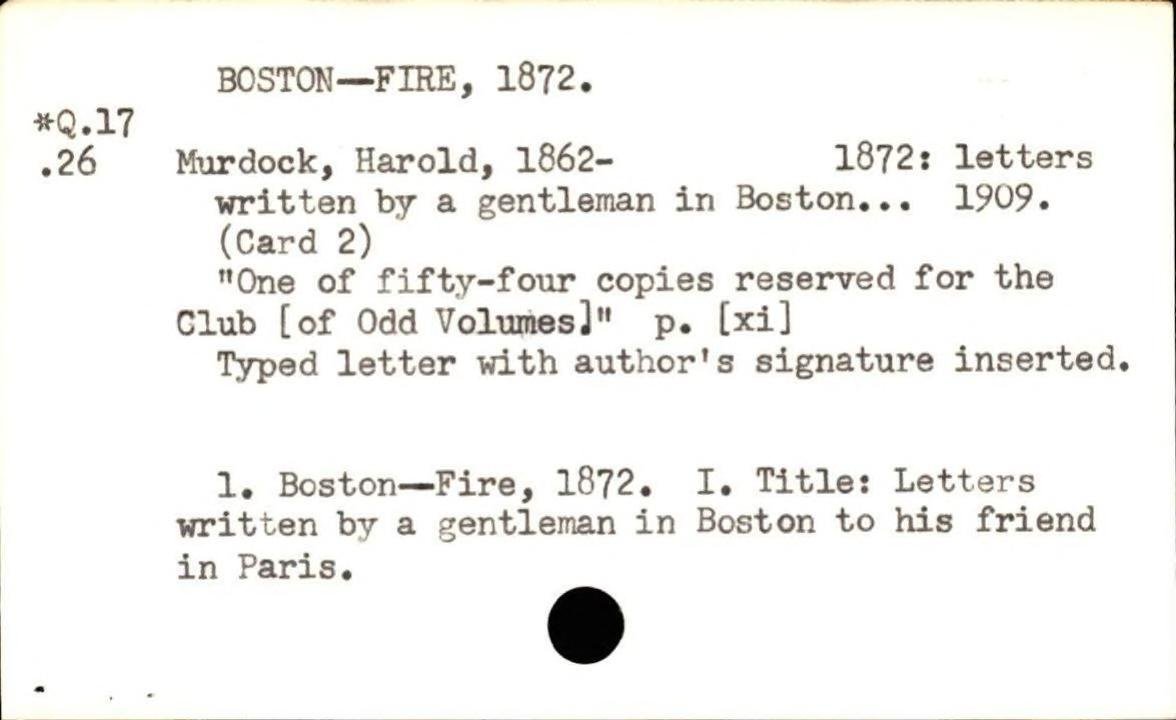 BOSTON—FIRE, 1872.
*Q.17
.26 Murdock, Harold, 1862- 1872: letters
written by a gentleman in Boston... 1909.
(Card 2)
"One of fifty-four copies reserved for the
Club [of Odd Volumes]" p. [xi]
Typed letter with author's signature inserted.
1. Boston—Fire, 1872. I. Title: Letters
written by a gentleman in Boston to his friend
in Paris.